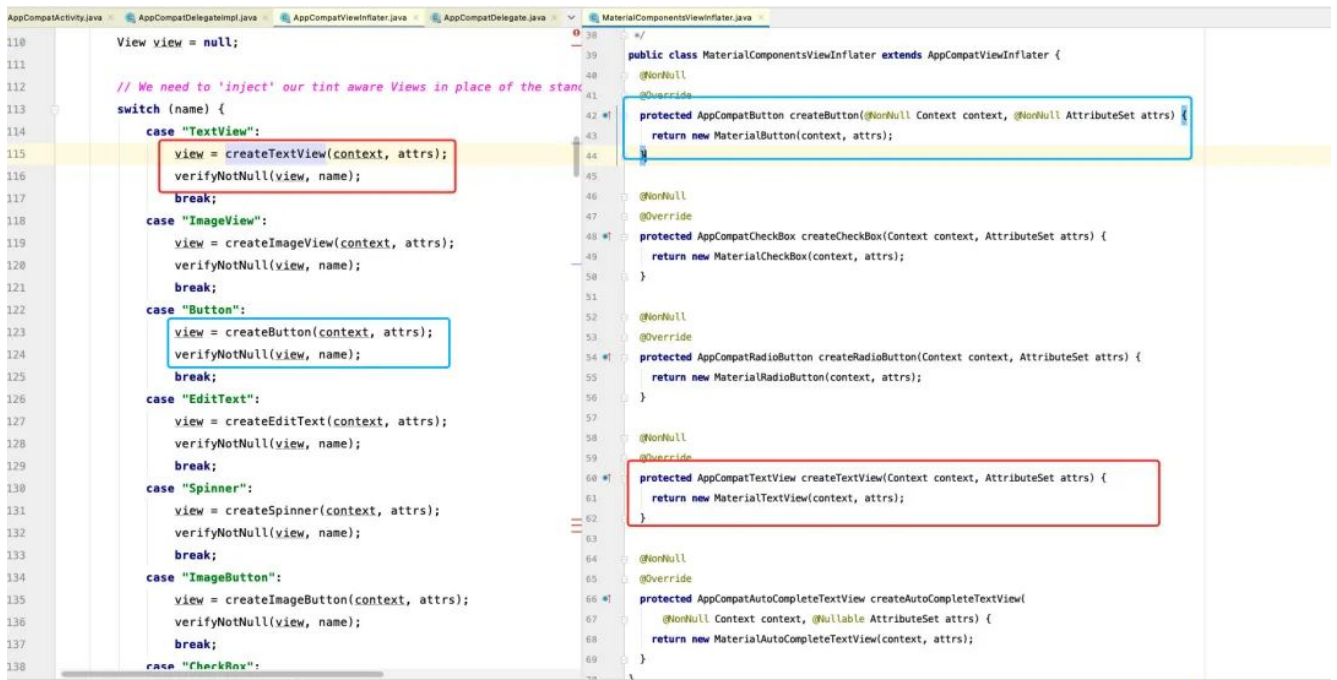 AppCompatActivity.java
AppCompatDelegateImpl.java
AppCompatViewInflater.java
AppCompatDelegate.java
MaterialComponentsViewInflater.java
110 View view = null;
111
112 // We need to 'inject' our tint aware Views in place of the stand
113 switch (name) {
114 case "TextView":
115 view = createTextView(context, attrs);
116 verifyNotNull(view, name);
117 break;
118 case "ImageView":
119 view = createImageView(context, attrs);
120 verifyNotNull(view, name);
121 break;
122 case "Button":
123 view = createButton(context, attrs);
124 verifyNotNull(view, name);
125 break;
126 case "EditText":
127 view = createEditText(context, attrs);
128 verifyNotNull(view, name);
129 break;
130 case "Spinner":
131 view = createSpinner(context, attrs);
132 verifyNotNull(view, name);
133 break;
134 case "ImageButton":
135 view = createImageButton(context, attrs);
136 verifyNotNull(view, name);
137 break;
138 case "CheckBox":
38 */
39 public class MaterialComponentsViewInflater extends AppCompatViewInflater {
40 @NonNull
41 @Override
42 protected AppCompatButton createButton(@NonNull Context context, @NonNull AttributeSet attrs) {
43 return new MaterialButton(context, attrs);
44 }
45
46 @NonNull
47 @Override
48 protected AppCompatCheckBox createCheckBox(Context context, AttributeSet attrs) {
49 return new MaterialCheckBox(context, attrs);
50 }
51
52 @NonNull
53 @Override
54 protected AppCompatRadioButton createRadioButton(Context context, AttributeSet attrs) {
55 return new MaterialRadioButton(context, attrs);
56 }
57
58 @NonNull
59 @Override
60 protected AppCompatTextView createTextView(Context context, AttributeSet attrs) {
61 return new MaterialTextView(context, attrs);
62 }
63
64 @NonNull
65 @Override
66 protected AppCompatAutoCompleteTextView createAutoCompleteTextView(
67 @NonNull Context context, @Nullable AttributeSet attrs) {
68 return new MaterialAutoCompleteTextView(context, attrs);
69 }
70 }